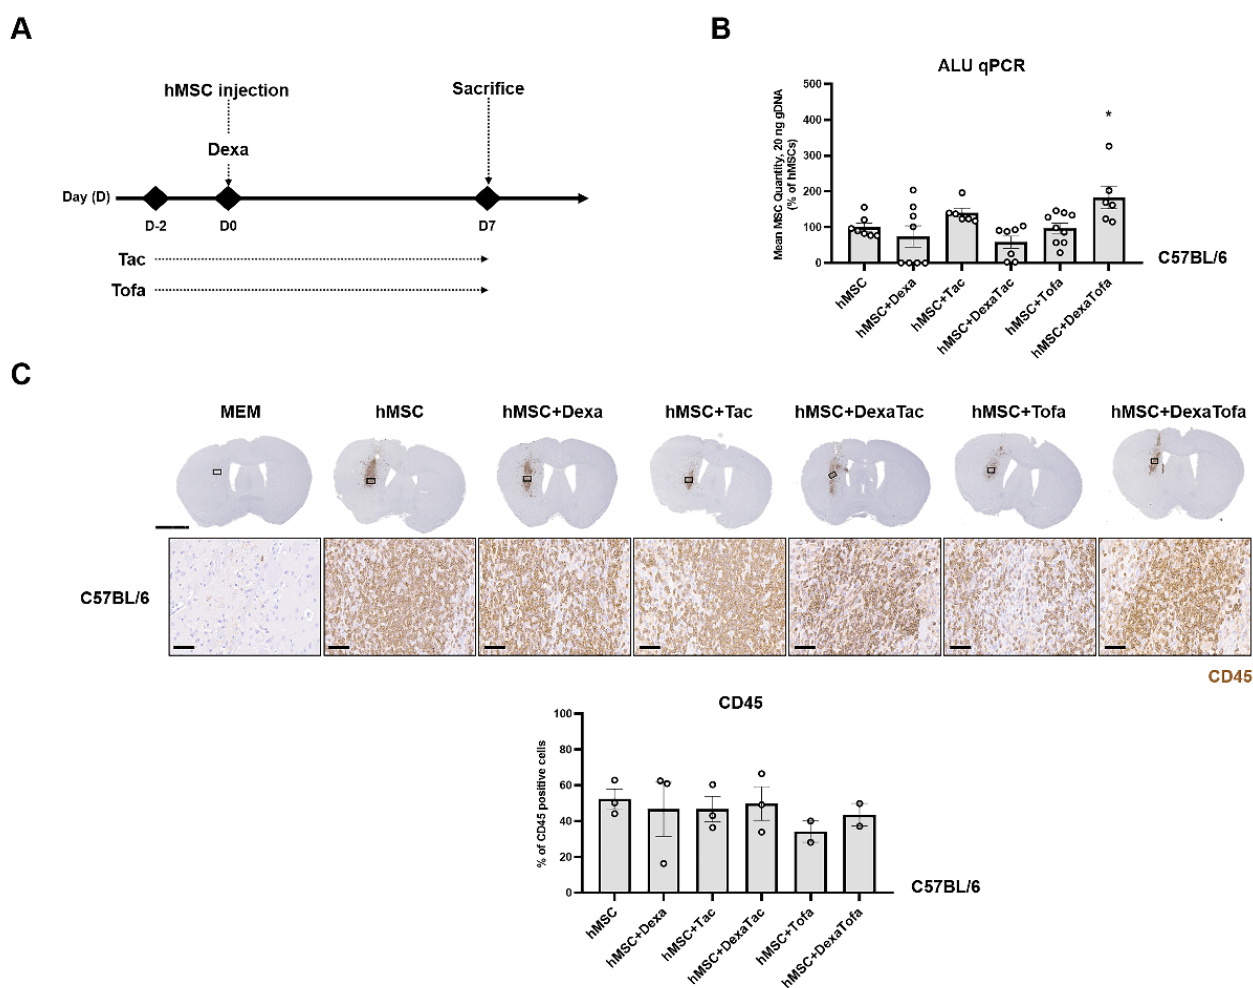 A
hMSC injection
Sacrifice
Dexa
Day (D)
D-2
D0
D7
Tac
Tofa
B
ALU qPCR
Mean MSC Quantity, 20 ng gDNA
(% of hMSCs)
500
400
300
200
100
0
*
hMSC
hMSC+Dexa
hMSC+Tac
hMSC+DexaTac
hMSC+Tofa
hMSC+DexaTofa
C57BL/6
C
MEM
hMSC
hMSC+Dexa
hMSC+Tac
hMSC+DexaTac
hMSC+Tofa
hMSC+DexaTofa
C57BL/6
CD45
CD45
% of CD45 positive cells
100
80
60
40
20
0
hMSC
hMSC+Dexa
hMSC+Tac
hMSC+DexaTac
hMSC+Tofa
hMSC+DexaTofa
C57BL/6